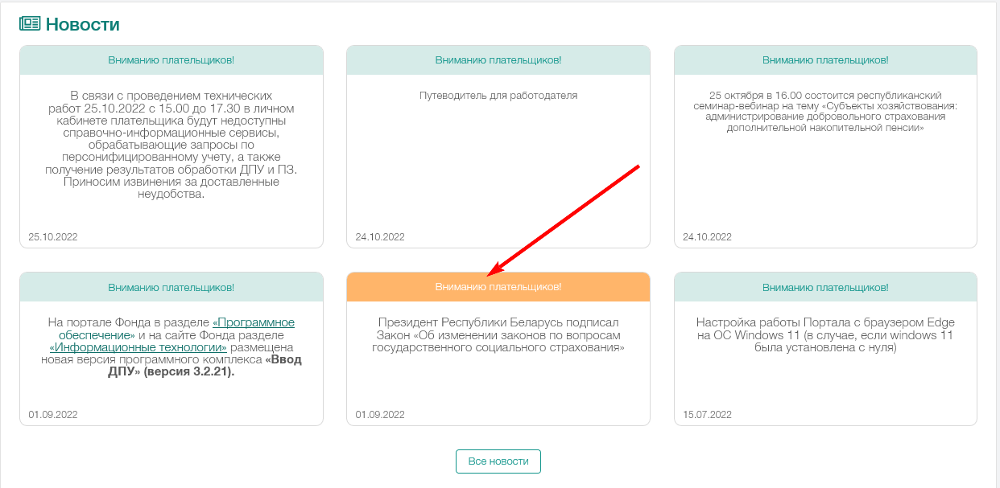 Новости
Вниманию плательщиков!
В связи с проведением технических
работ 25.10.2022 с 15.00 до 17.30 в личном
кабинете плательщика будут недоступны
справочно-информационные сервисы,
обрабатывающие запросы по
персонифицированному учету, а также
получение результатов обработки ДПУ и ПЗ.
Приносим извинения за доставленные
неудобства.
25.10.2022
Вниманию плательщиков!
Путеводитель для работодателя
24.10.2022
Вниманию плательщиков!
25 октября в 16.00 состоится республиканский
семинар-вебинар на тему «Субъекты хозяйствования:
администрирование добровольного страхования
дополнительной накопительной пенсии»
24.10.2022
Вниманию плательщиков!
На портале Фонда в разделе «Программное
обеспечение» и на сайте Фонда разделе
«Информационные технологии» размещена
новая версия программного комплекса «Ввод
ДПУ» (версия 3.2.21).
01.09.2022
Вниманию плательщиков!
Президент Республики Беларусь подписал
Закон «Об изменении законов по вопросам
государственного социального страхования»
01.09.2022
Вниманию плательщиков!
Настройка работы Портала с браузером Edge
на ОС Windows 11 (в случае, если windows 11
была установлена с нуля)
15.07.2022
Все новости